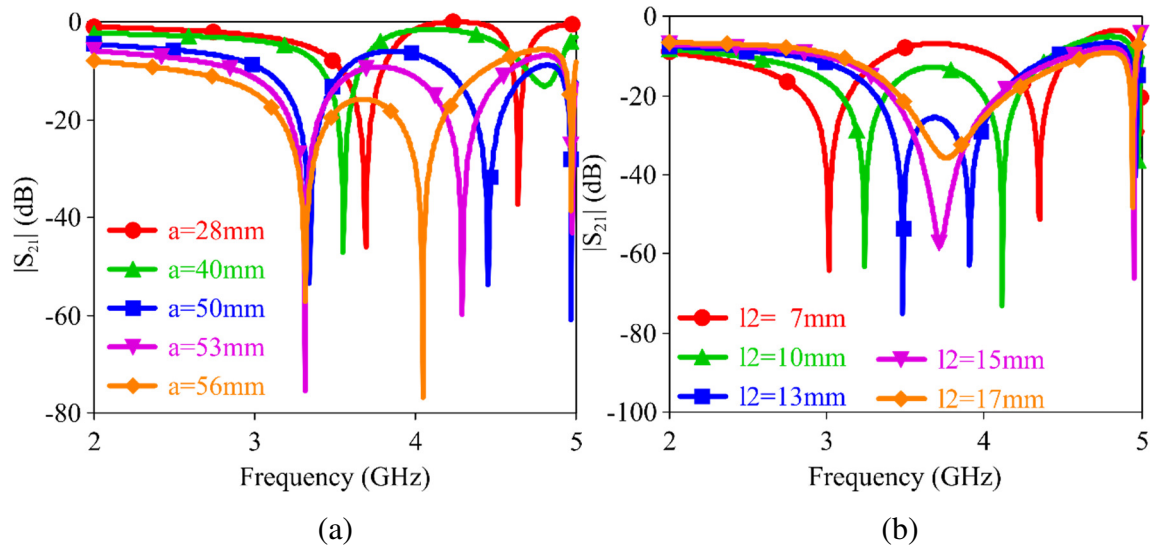 0
-20
-40
-60
-80
|S21| (dB)
a=28mm
a=40mm
a=50mm
a=53mm
a=56mm
2 3 4 5
Frequency (GHz)
(a)
0
-20
-40
-60
-80
-100
|S21| (dB)
l2= 7mm
l2=10mm
l2=13mm
l2=15mm
l2=17mm
2 3 4 5
Frequency (GHz)
(b)